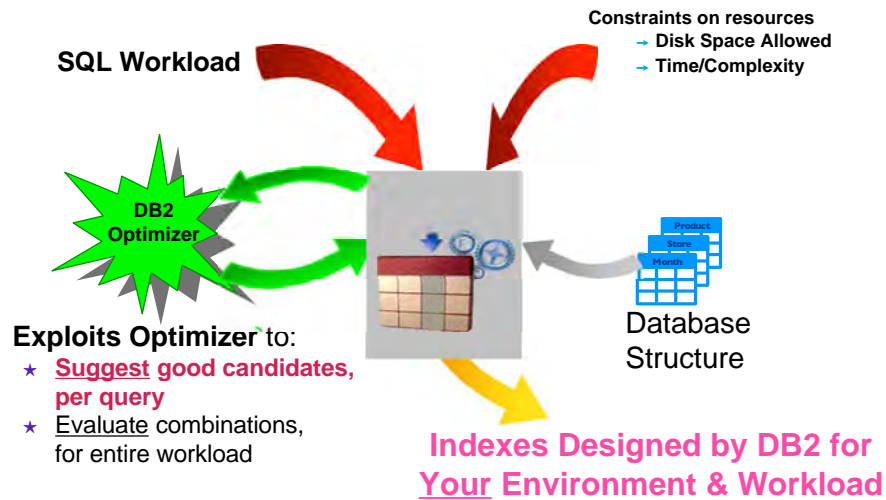 Constraints on resources
→ Disk Space Allowed
→ Time/Complexity
SQL Workload
DB2
Optimizer
Product
Store
Month
Database
Structure
Exploits Optimizer to:
★ Suggest good candidates,
per query
★ Evaluate combinations,
for entire workload
Indexes Designed by DB2 for
Your Environment & Workload